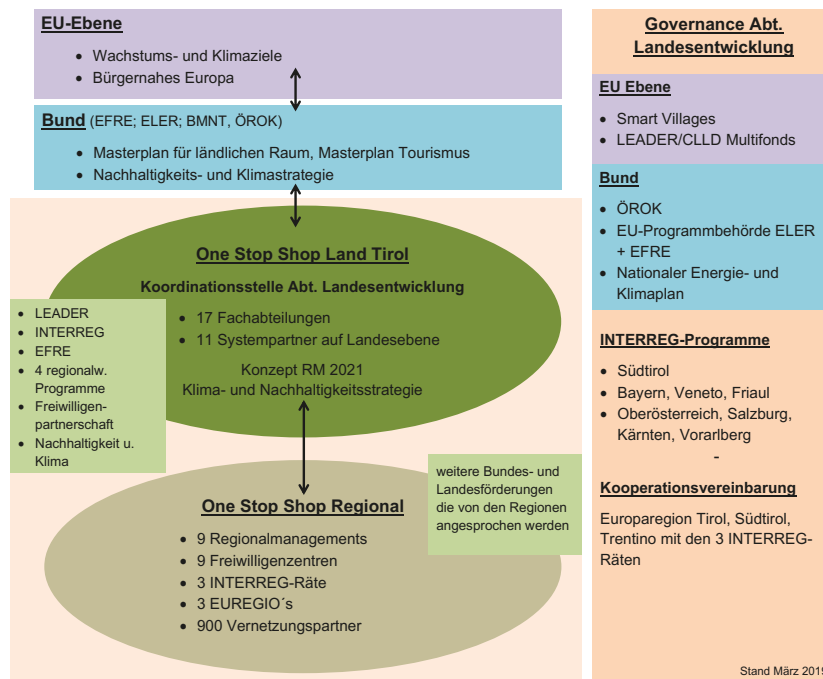 EU-Ebene
• Wachstums- und Klimaziele
• Bürgernahes Europa
Bund (EFRE; ELER; BMNT, ÖROK)
• Masterplan für ländlichen Raum, Masterplan Tourismus
• Nachhaltigkeits- und Klimastrategie
One Stop Shop Land Tirol
Koordinationsstelle Abt. Landesentwicklung
• 17 Fachabteilungen
• 11 Systempartner auf Landesebene
Konzept RM 2021
Klima- und Nachhaltigkeitsstrategie
• LEADER
• INTERREG
• EFRE
• 4 regionalw.
Programme
• Freiwilligen-
partnerschaft
• Nachhaltigkeit u.
Klima
weitere Bundes- und
Landesförderungen
die von den Regionen
angesprochen werden
One Stop Shop Regional
• 9 Regionalmanagements
• 9 Freiwilligenzentren
• 3 INTERREG-Räte
• 3 EUREGIO´s
• 900 Vernetzungspartner
Governance Abt.
Landesentwicklung
EU Ebene
• Smart Villages
• LEADER/CLLD Multifonds
Bund
• ÖROK
• EU-Programmbehörde ELER
+ EFRE
• Nationaler Energie- und
Klimaplan
INTERREG-Programme
• Südtirol
• Bayern, Veneto, Friaul
• Oberösterreich, Salzburg,
Kärnten, Vorarlberg
-
Kooperationsvereinbarung
Europaregion Tirol, Südtirol,
Trentino mit den 3 INTERREG-
Räten
Stand März 2019